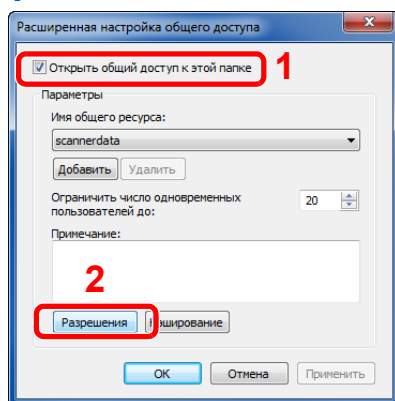 Расширенная настройка общего доступа
Открыть общий доступ к этой папке
1
Параметры
Имя общего ресурса:
scannerdata
Добавить Удалить
Ограничить число одновременных
пользователей до:
20
Примечание:
2
Разрешения Кэширование
ОК Отмена Применить